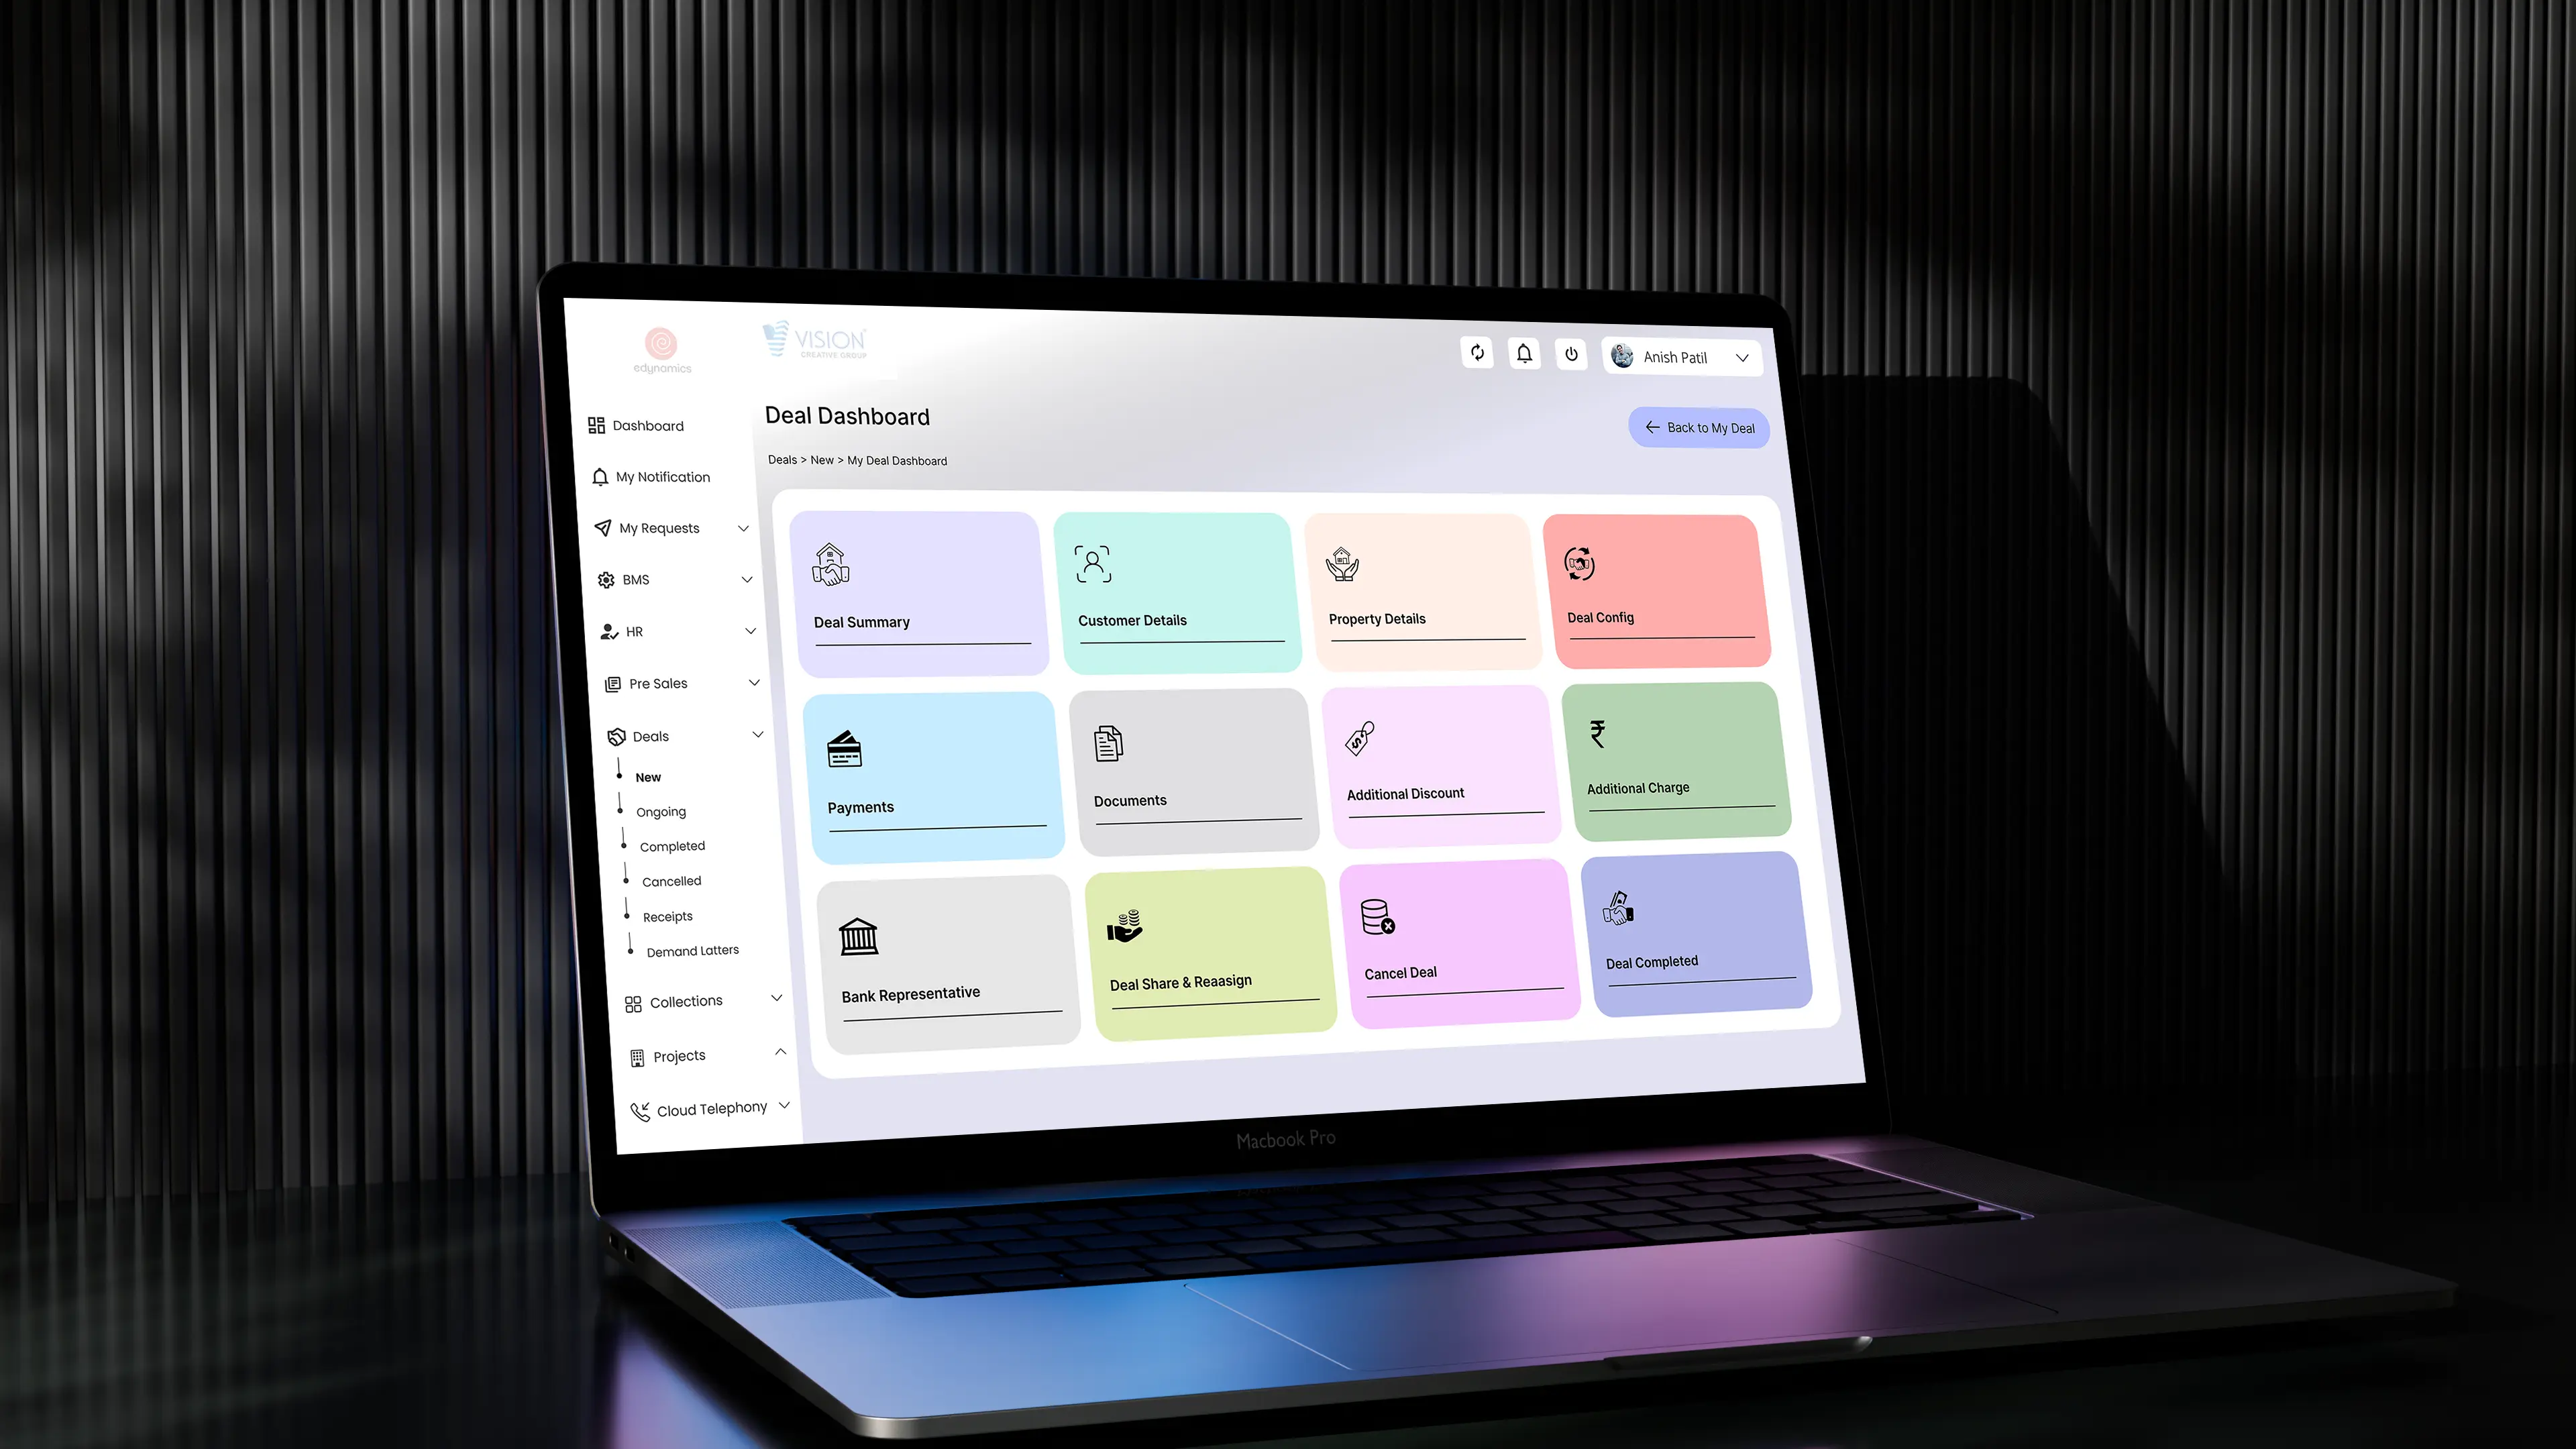 edynamics
VISION
CREATIVE GROUP
Anish Patil
Deal Dashboard
Back to My Deal
Deals > New > My Deal Dashboard
Dashboard
My Notification
My Requests
BMS
HR
Pre Sales
Deals
New
Ongoing
Completed
Cancelled
Receipts
Demand Latters
Collections
Projects
Cloud Telephony
Deal Summary
Customer Details
Property Details
Deal Config
Payments
Documents
Additional Discount
₹
Additional Charge
Bank Representative
Deal Share & Reaasign
Cancel Deal
Deal Completed
Macbook Pro